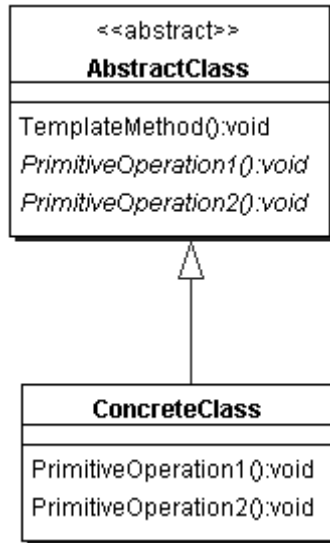 <<abstract>>
AbstractClass
TemplateMethod():void
PrimitiveOperation1():void
PrimitiveOperation2():void
ConcreteClass
PrimitiveOperation1():void
PrimitiveOperation2():void